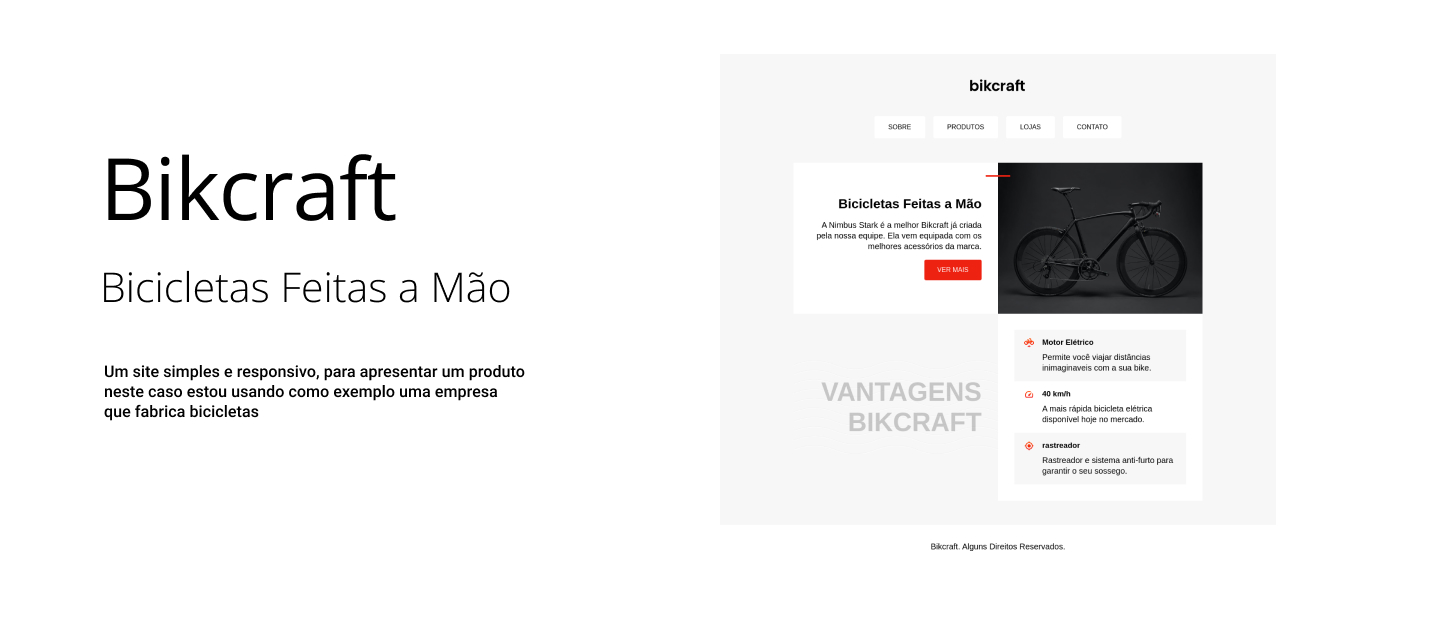 Bikcraft
Bicicletas Feitas a Mão
Um site simples e responsivo, para apresentar um produto
neste caso estou usando como exemplo uma empresa
que fabrica bicicletas
bikcraft
SOBRE
PRODUTOS
LOJAS
CONTATO
Bicicletas Feitas a Mão
A Nimbus Stark é a melhor Bikcraft já criada
pela nossa equipe. Ela vem equipada com os
melhores acessórios da marca.
VER MAIS
VANTAGENS
BIKCRAFT
Motor Elétrico
Permite você viajar distâncias
inimaginaveis com a sua bike.
40 km/h
A mais rápida bicicleta elétrica
disponível hoje no mercado.
rastreador
Rastreador e sistema anti-furto para
garantir o seu sossego.
Bikcraft. Alguns Direitos Reservados.